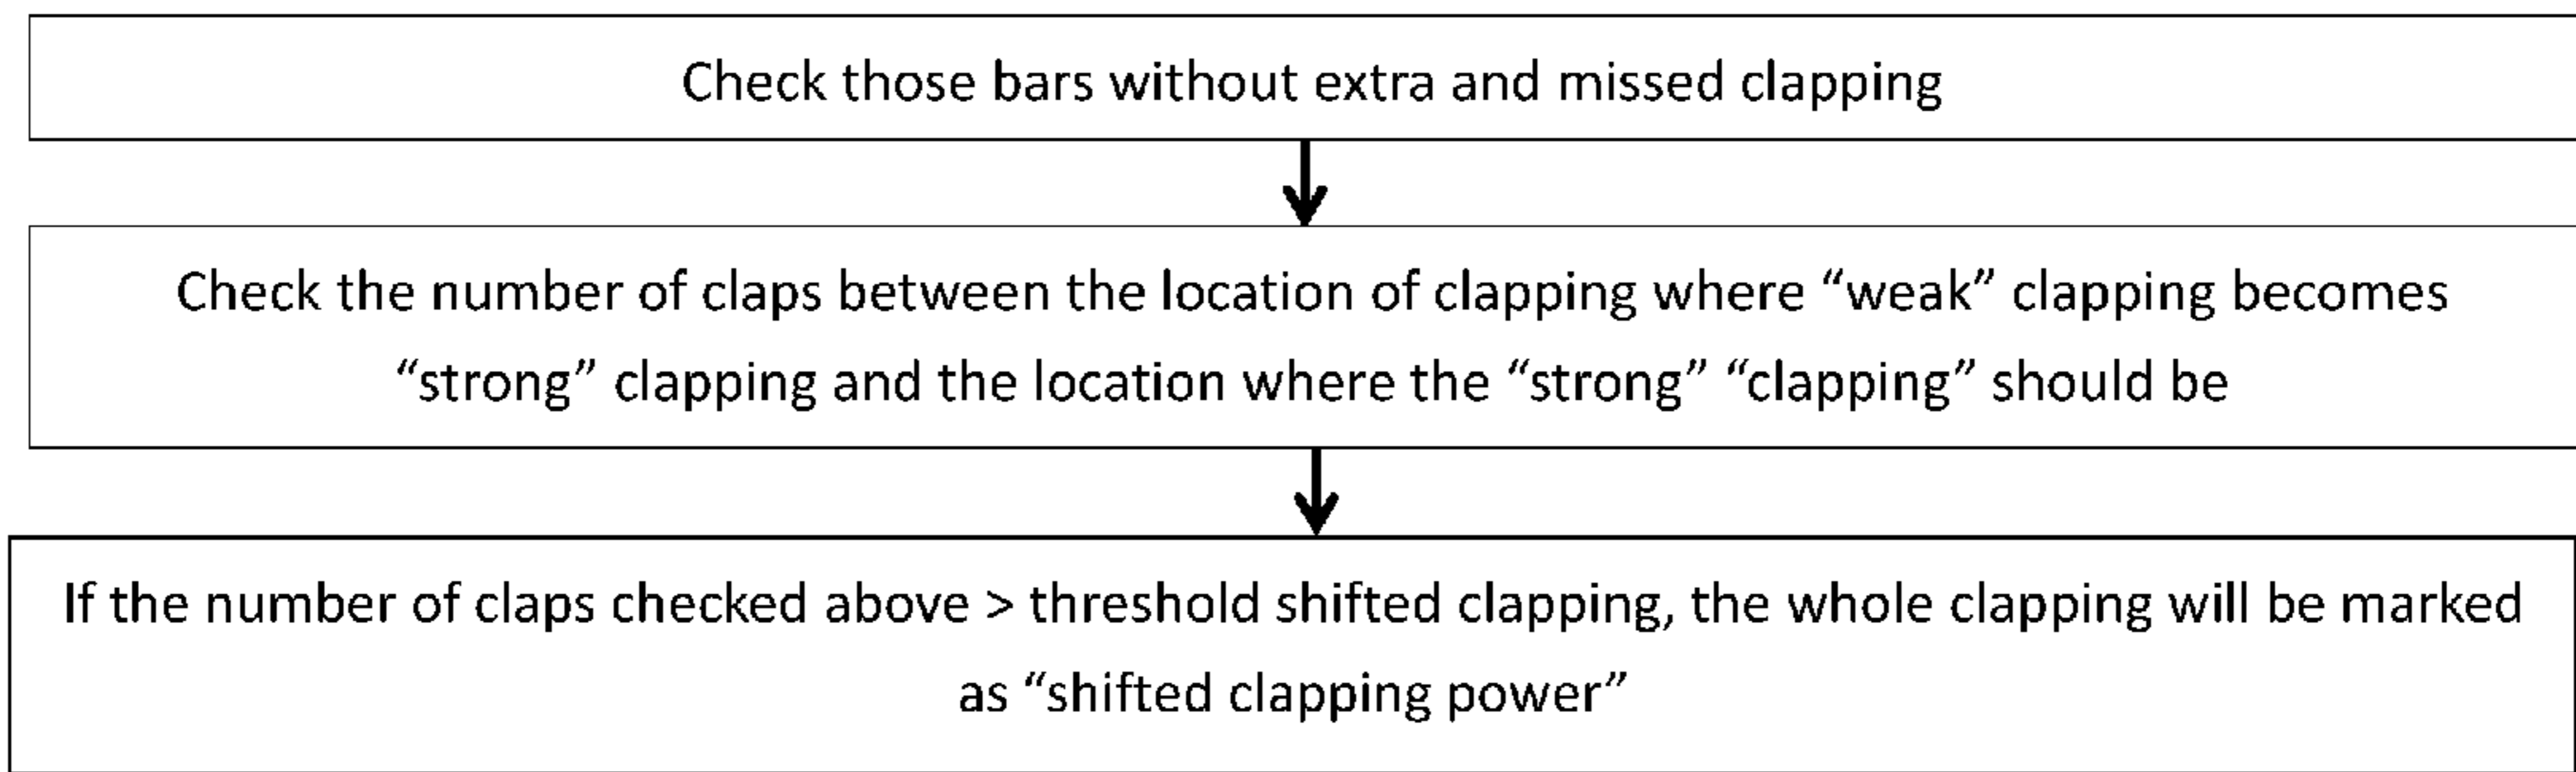 Check those bars without extra and missed clapping
Check the number of claps between the location of clapping where “weak” clapping becomes
“strong” clapping and the location where the “strong” “clapping” should be
If the number of claps checked above > threshold shifted clapping, the whole clapping will be marked
as “shifted clapping power”